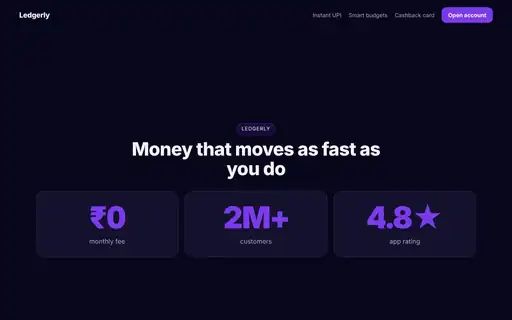 Ledgerly
Instant UPI
Smart budgets
Cashback card
Open account
LEDGERLY
Money that moves as fast as
you do
₹0
monthly fee
2M+
customers
4.8★
app rating